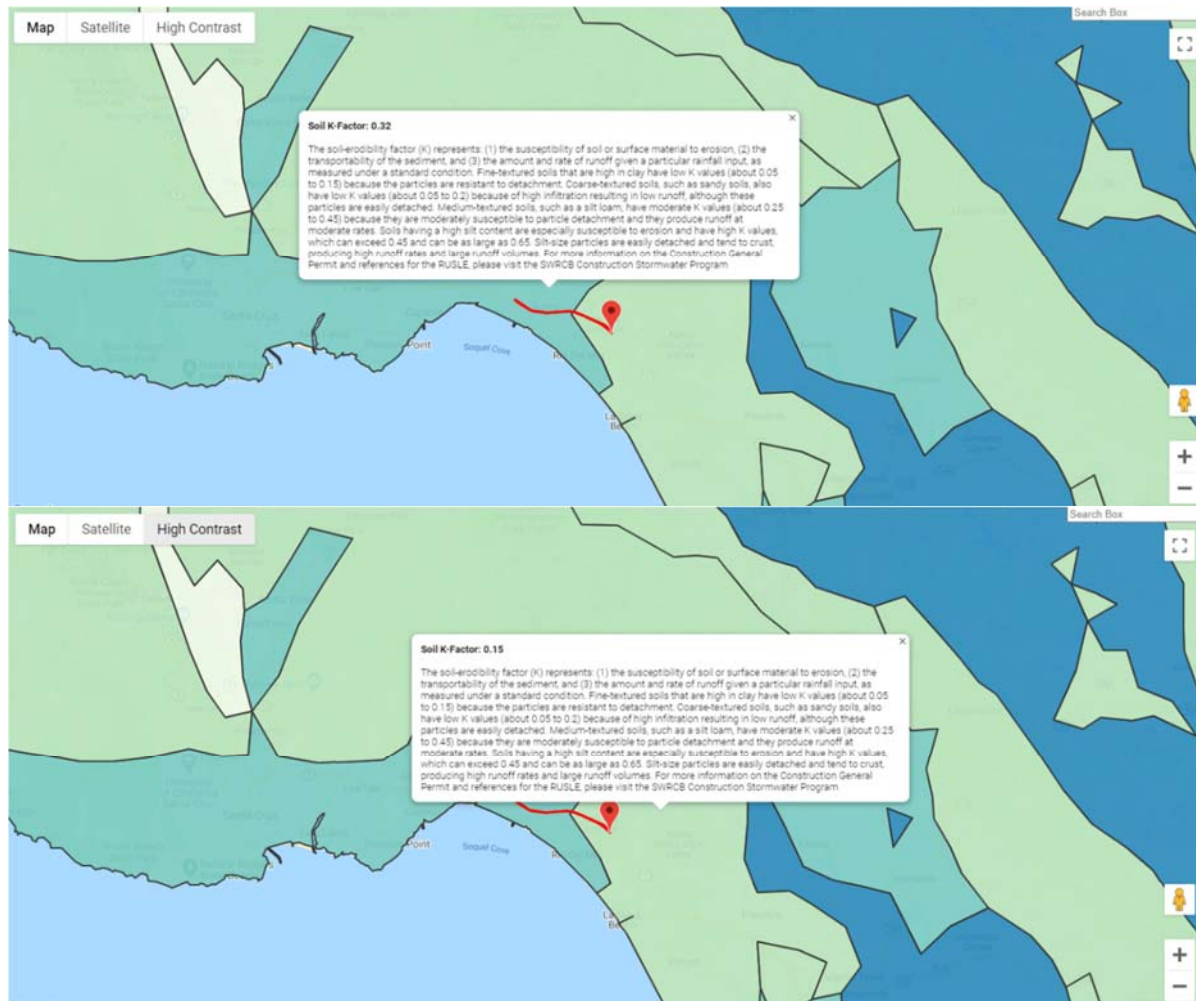 Map Satellite High Contrast
Search Box
Soil K-Factor: 0.32
The soil-erodibility factor (K) represents: (1) the susceptibility of soil or surface material to erosion, (2) the
transportability of the sediment, and (3) the amount and rate of runoff given a particular rainfall input, as
measured under a standard condition. Fine-textured soils that are high in clay have low K values (about 0.05
to 0.15) because the particles are resistant to detachment. Coarse-textured soils, such as sandy soils, also
have low K values (about 0.05 to 0.2) because of high infiltration resulting in low runoff, although these
particles are easily detached. Medium-textured soils, such as a silt loam, have moderate K values (about 0.25
to 0.45) because they are moderately susceptible to particle detachment and they produce runoff at
moderate rates. Soils having a high silt content are especially susceptible to erosion and have high K values,
which can exceed 0.45 and can be as large as 0.65. Silt-size particles are easily detached and tend to crust,
producing high runoff rates and large runoff volumes. For more information on the Construction General
Permit and references for the RUSLE, please visit the SWRCB Construction Stormwater Program
Santa Cruz
Point
Soquel Cove
Map Satellite High Contrast
Search Box
Soil K-Factor: 0.15
The soil-erodibility factor (K) represents: (1) the susceptibility of soil or surface material to erosion, (2) the
transportability of the sediment, and (3) the amount and rate of runoff given a particular rainfall input, as
measured under a standard condition. Fine-textured soils that are high in clay have low K values (about 0.05
to 0.15) because the particles are resistant to detachment. Coarse-textured soils, such as sandy soils, also
have low K values (about 0.05 to 0.2) because of high infiltration resulting in low runoff, although these
particles are easily detached. Medium-textured soils, such as a silt loam, have moderate K values (about 0.25
to 0.45) because they are moderately susceptible to particle detachment and they produce runoff at
moderate rates. Soils having a high silt content are especially susceptible to erosion and have high K values,
which can exceed 0.45 and can be as large as 0.65. Silt-size particles are easily detached and tend to crust,
producing high runoff rates and large runoff volumes. For more information on the Construction General
Permit and references for the RUSLE, please visit the SWRCB Construction Stormwater Program
Santa Cruz
Point
Soquel Cove